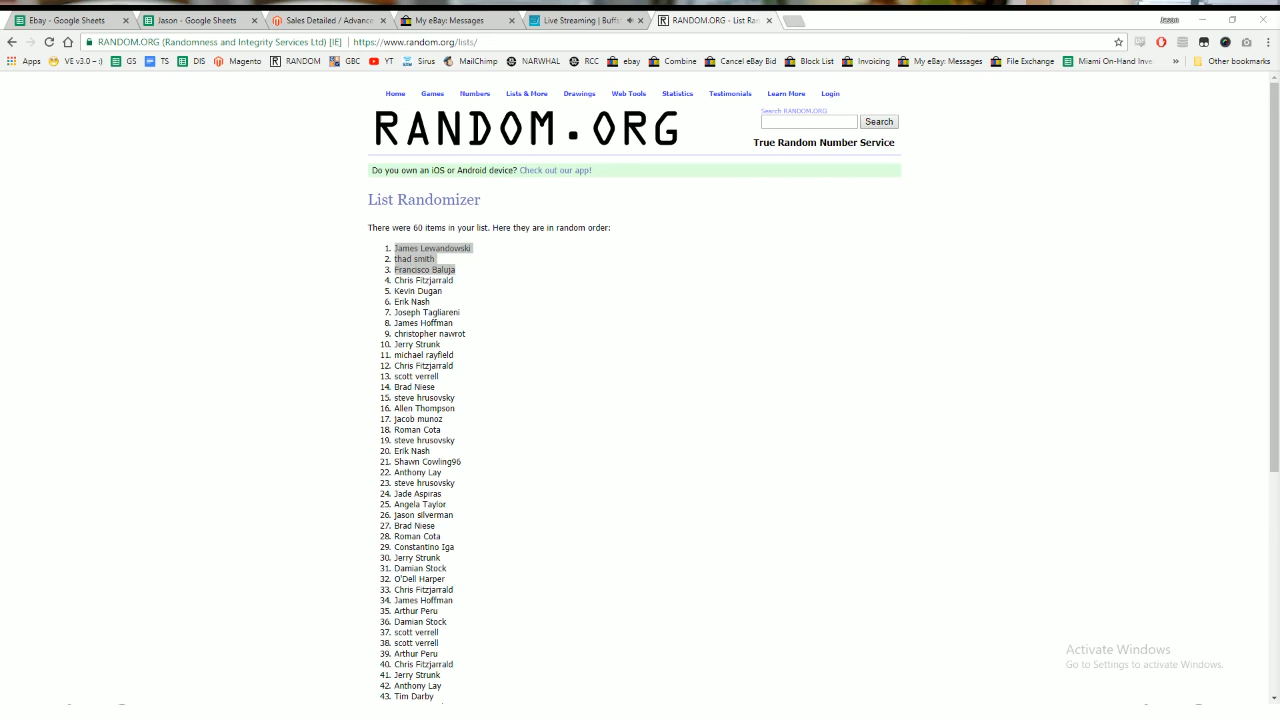 Ebay - Google Sheets
Jason - Google Sheets
Sales Detailed / Advance
My eBay: Messages
Live Streaming | Buff
RANDOM.ORG - List Ran
RANDOM.ORG (Randomness and Integrity Services Ltd) [IE]
https://www.random.org/lists/
Apps VE v3.0 GS TS DIS Magento RANDOM GBC YT Sirus MailChimp NARWHAL RCC ebay Combine Cancel eBay Bid Block List Invoicing My eBay: Messages File Exchange Miami On-Hand Inve » Other bookmarks
Home Games Numbers Lists & More Drawings Web Tools Statistics Testimonials Learn More Login
Search RANDOM.ORG
RANDOM.ORG
Search
True Random Number Service
Do you own an iOS or Android device? Check out our app!
List Randomizer
There were 60 items in your list. Here they are in random order:
1. James Lewandowski
2. thad smith
3. Francisco Baluja
4. Chris Fitzjarrald
5. Kevin Dugan
6. Erik Nash
7. Joseph Tagliareni
8. James Hoffman
9. christopher nawrot
10. Jerry Strunk
11. michael rayfield
12. Chris Fitzjarrald
13. scott verrell
14. Brad Niese
15. steve hrusovsky
16. Allen Thompson
17. jacob munoz
18. Roman Cota
19. steve hrusovsky
20. Erik Nash
21. Shawn Cowling96
22. Anthony Lay
23. steve hrusovsky
24. Jade Aspiras
25. Angela Taylor
26. jason silverman
27. Brad Niese
28. Roman Cota
29. Constantino Iga
30. Jerry Strunk
31. Damian Stock
32. O'Dell Harper
33. Chris Fitzjarrald
34. James Hoffman
35. Arthur Peru
36. Damian Stock
37. scott verrell
38. scott verrell
39. Arthur Peru
40. Chris Fitzjarrald
41. Jerry Strunk
42. Anthony Lay
43. Tim Darby
Activate Windows
Go to Settings to activate Windows.